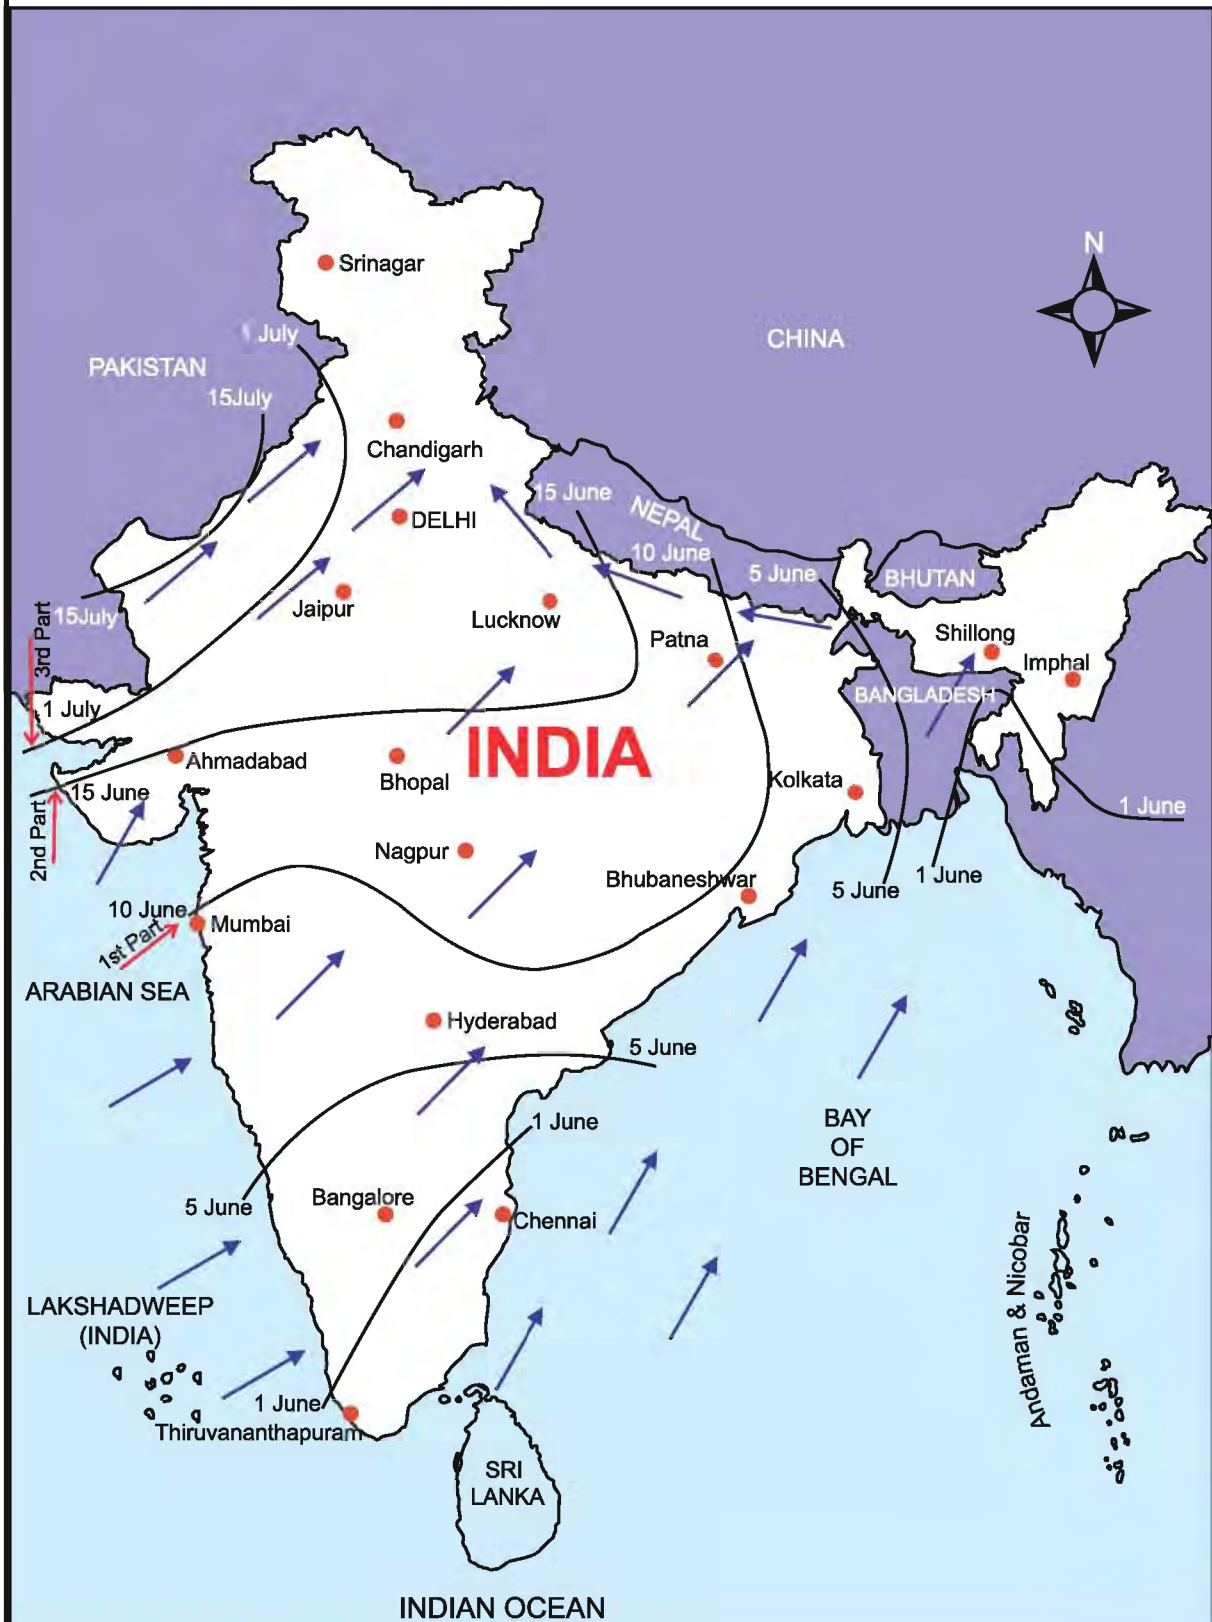 Srinagar
N
1 July
CHINA
PAKISTAN
15July
Chandigarh
15 June
NEPAL
DELHI
10 June
5 June
BHUTAN
15July
3rd Part
Jaipur
Lucknow
Patna
Shillong
Imphal
BANGLADESH
1 July
INDIA
Ahmadabad
Bhopal
Kolkata
15 June
1 June
2nd Part
Nagpur
Bhubaneshwar
5 June
1 June
10 June
Mumbai
1st Part
ARABIAN SEA
Hyderabad
5 June
1 June
BAY
OF
BENGAL
5 June
Bangalore
Chennai
Andaman & Nicobar
LAKSHADWEEP
(INDIA)
1 June
Thiruvananthapuram
SRI
LANKA
INDIAN OCEAN